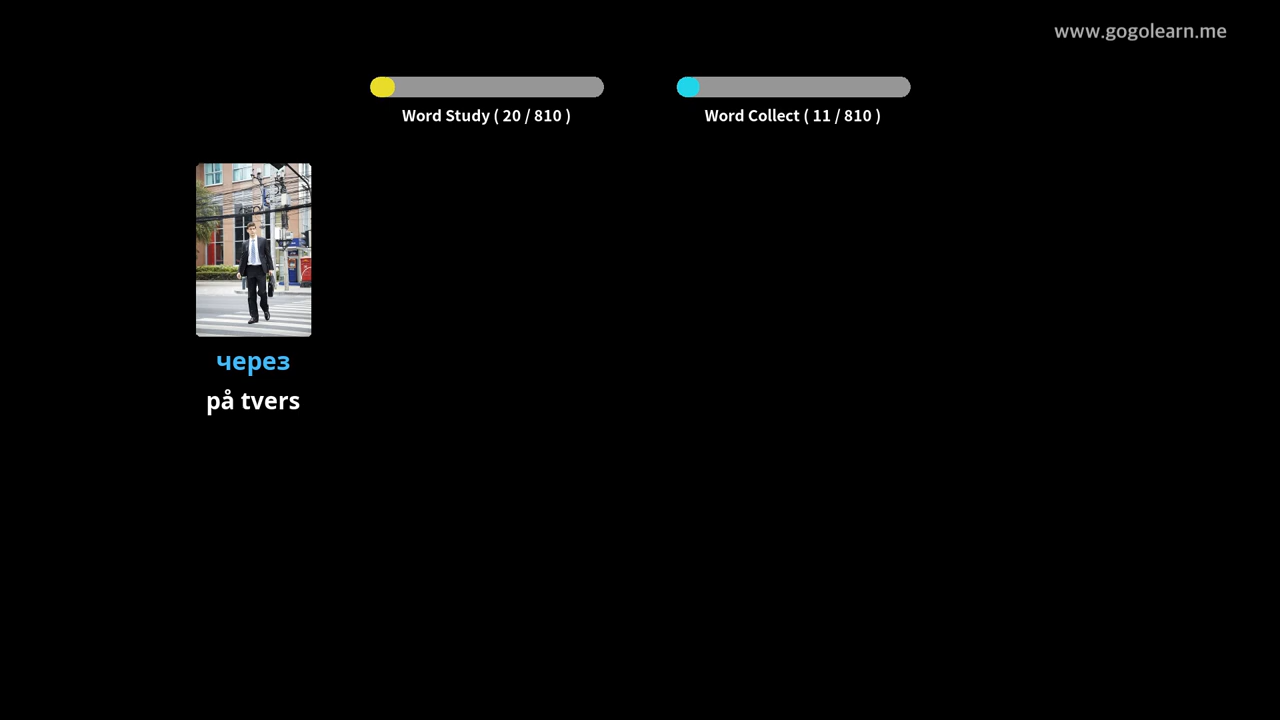 www.gogolearn.me
Word Study ( 20 / 810 )
Word Collect ( 11 / 810 )
через
på tvers